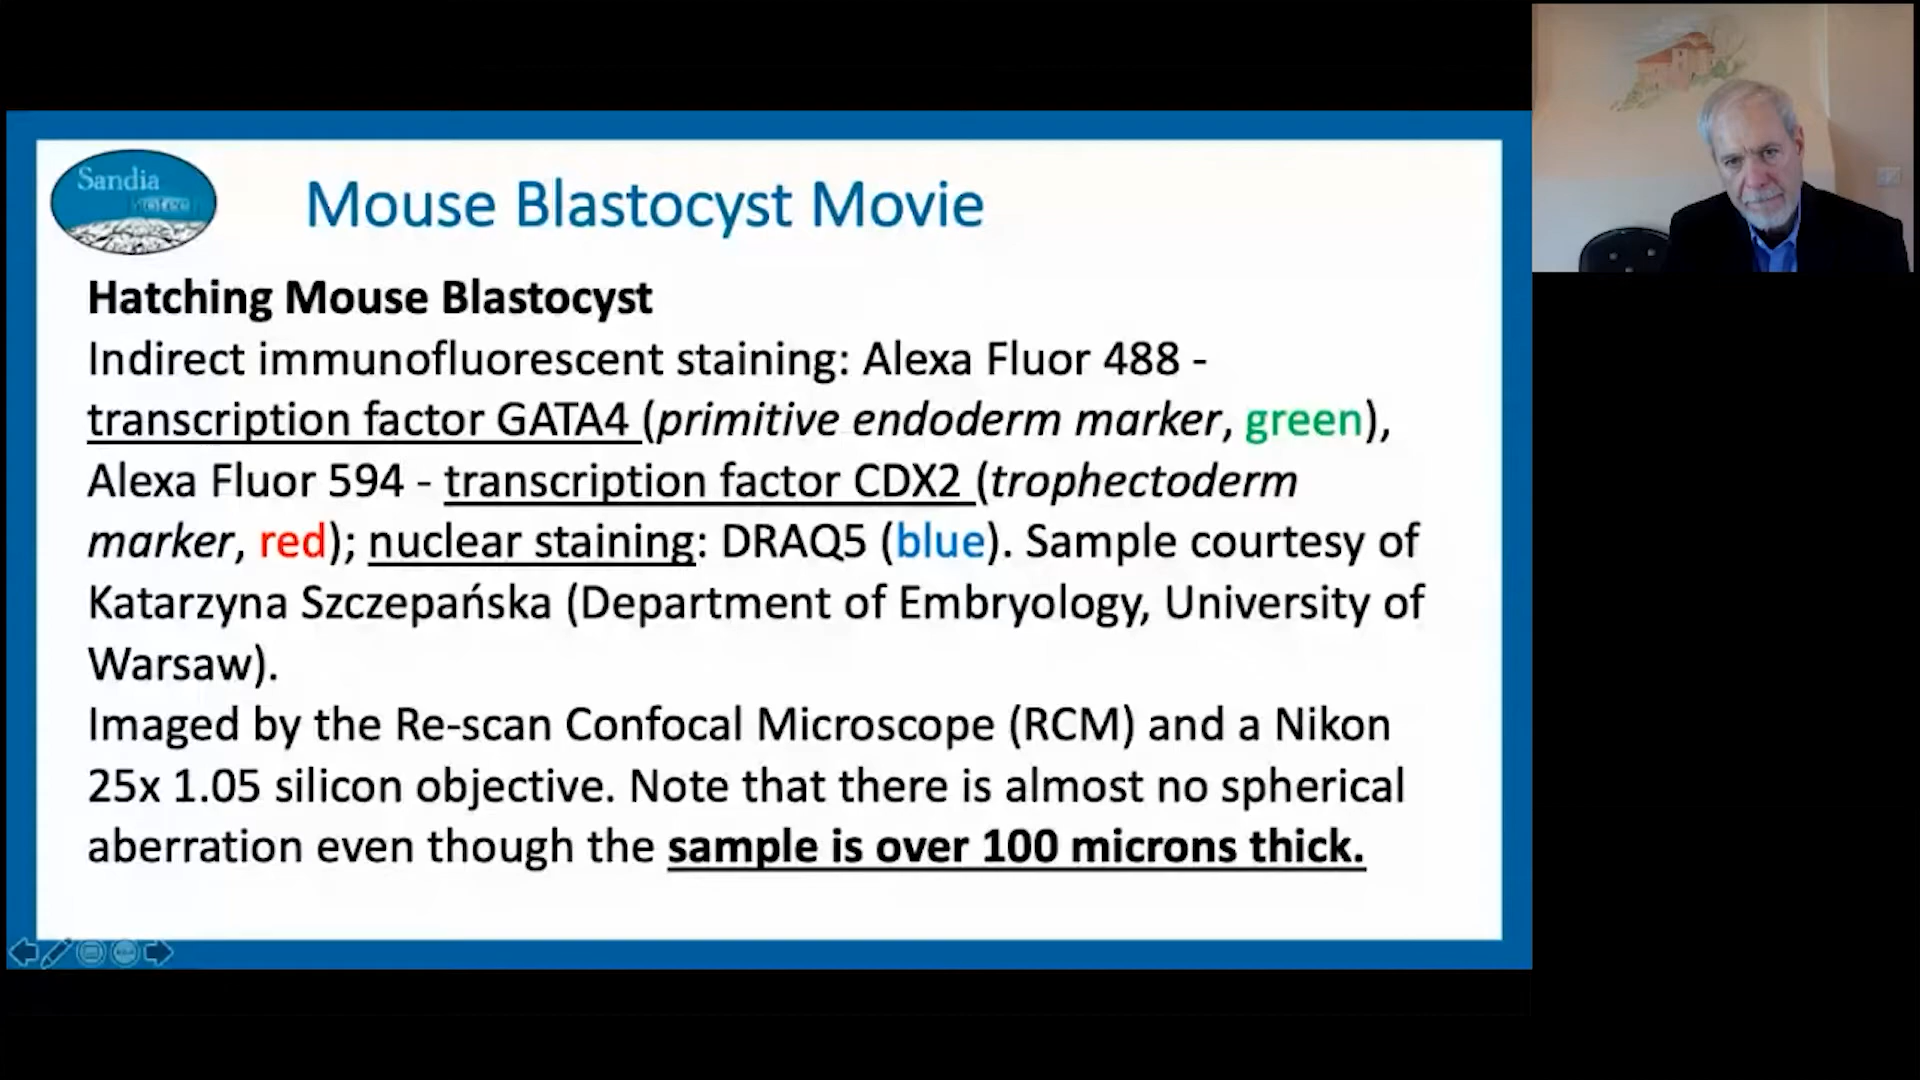 Sandia
Biotech
Mouse Blastocyst Movie
Hatching Mouse Blastocyst
Indirect immunofluorescent staining: Alexa Fluor 488 -
transcription factor GATA4 (primitive endoderm marker, green),
Alexa Fluor 594 - transcription factor CDX2 (trophectoderm
marker, red); nuclear staining: DRAQ5 (blue). Sample courtesy of
Katarzyna Szczepańska (Department of Embryology, University of
Warsaw).
Imaged by the Re-scan Confocal Microscope (RCM) and a Nikon
25x 1.05 silicon objective. Note that there is almost no spherical
aberration even though the sample is over 100 microns thick.